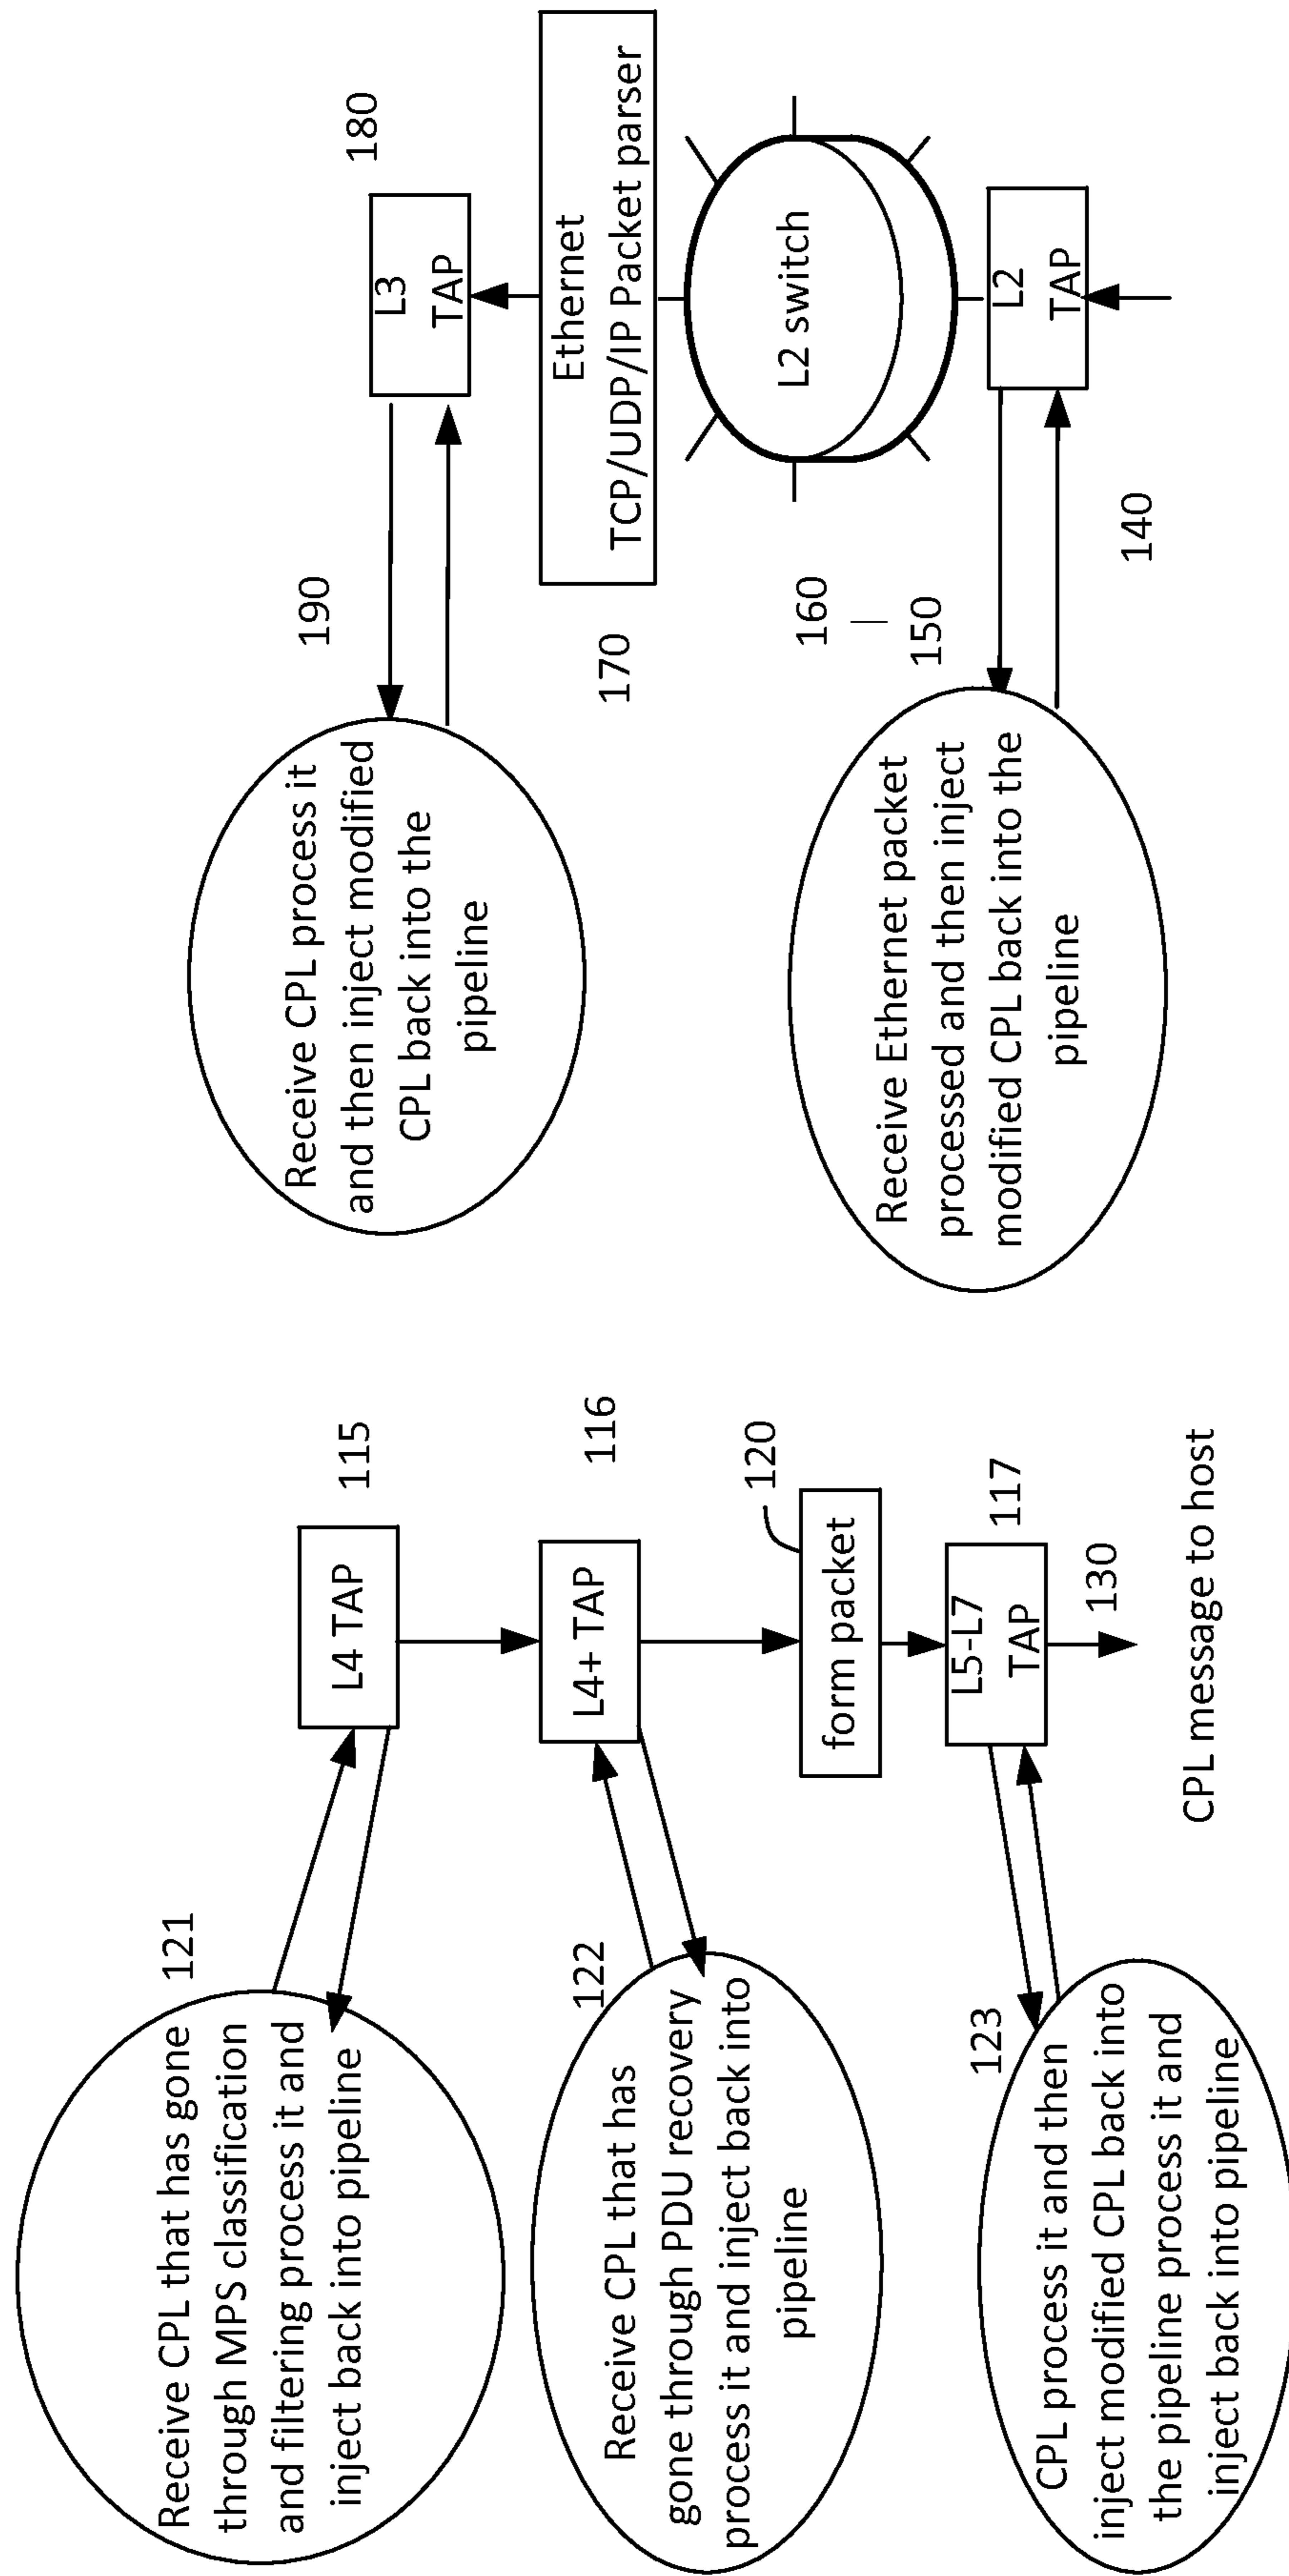 Receive CPL that has gone
through MPS classification
and filtering process it and
inject back into pipeline
121
L4 TAP
115
Receive CPL that has
gone through PDU recovery
process it and inject back into
pipeline
122
L4+ TAP
116
form packet
120
CPL process it and then
inject modified CPL back into
the pipeline process it and
inject back into pipeline
123
L5-L7
TAP
117
130
CPL message to host
Receive CPL process it
and then inject modified
CPL back into the
pipeline
190
L3
TAP
180
Ethernet
TCP/UDP/IP Packet parser
170
L2 switch
160
150
Receive Ethernet packet
processed and then inject
modified CPL back into the
pipeline
L2
TAP
140